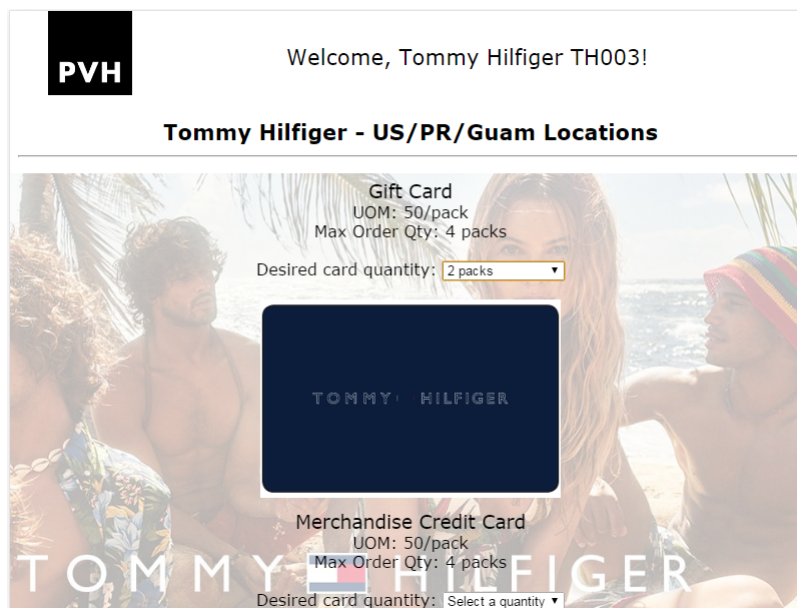 PVH
Welcome, Tommy Hilfiger TH003!
Tommy Hilfiger - US/PR/Guam Locations
Gift Card
UOM: 50/pack
Max Order Qty: 4 packs
Desired card quantity: 2 packs
TOMMY HILFIGER
Merchandise Credit Card
UOM: 50/pack
Max Order Qty: 4 packs
TOMMY HILFIGER
Desired card quantity: Select a quantity